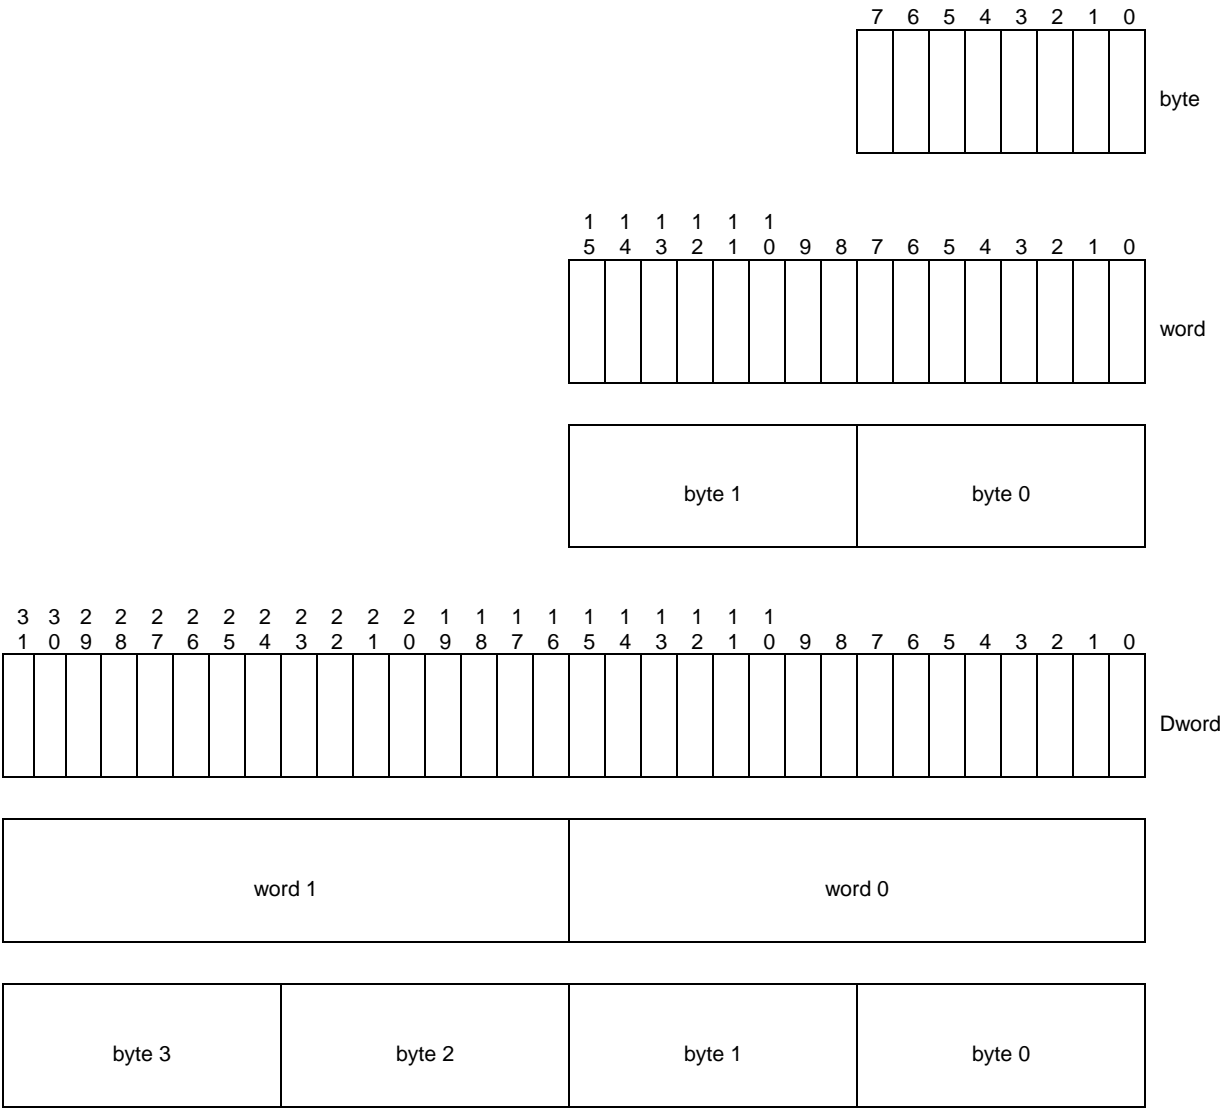 7 6 5 4 3 2 1 0
byte
1 1 1 1 1 1
5 4 3 2 1 0 9 8 7 6 5 4 3 2 1 0
word
byte 1 byte 0
3 3 2 2 2 2 2 2 2 2 2 2 1 1 1 1 1 1 1 1 1 1
1 0 9 8 7 6 5 4 3 2 1 0 9 8 7 6 5 4 3 2 1 0 9 8 7 6 5 4 3 2 1 0
Dword
word 1 word 0
byte 3 byte 2 byte 1 byte 0